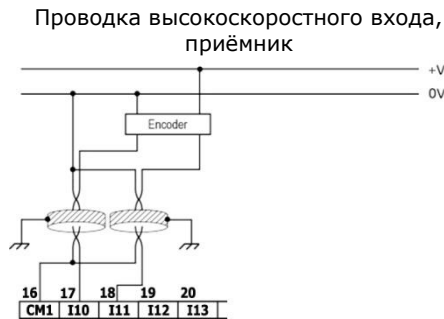 Проводка высокоскоростного входа,
приёмник
+V
0V
Encoder
16 17 18 19 20
CM1 I10 I11 I12 I13